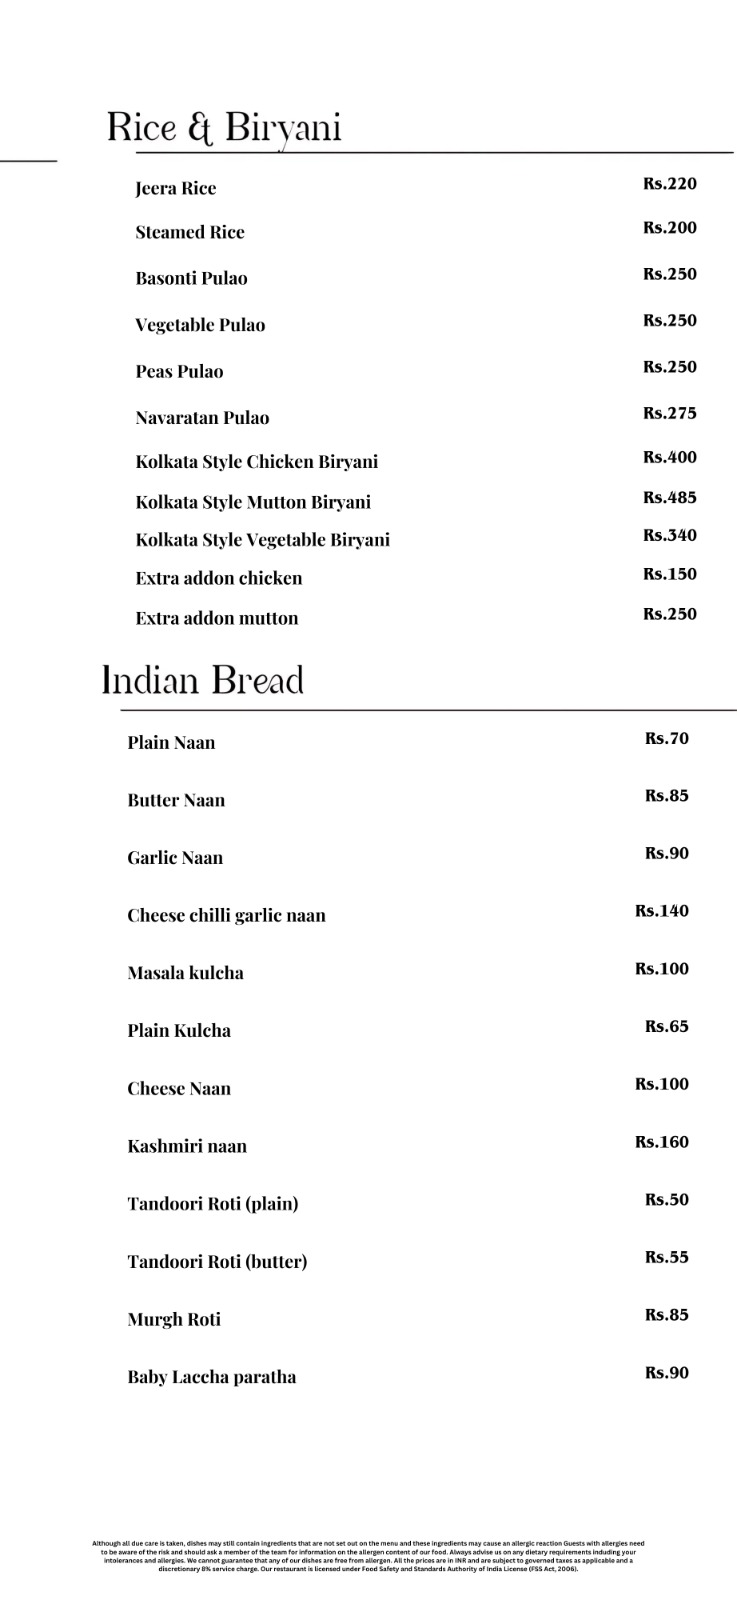 Rice & Biryani
Jeera Rice Rs.220
Steamed Rice Rs.200
Basonti Pulao Rs.250
Vegetable Pulao Rs.250
Peas Pulao Rs.250
Navaratan Pulao Rs.275
Kolkata Style Chicken Biryani Rs.400
Kolkata Style Mutton Biryani Rs.485
Kolkata Style Vegetable Biryani Rs.340
Extra addon chicken Rs.150
Extra addon mutton Rs.250
Indian Bread
Plain Naan Rs.70
Butter Naan Rs.85
Garlic Naan Rs.90
Cheese chilli garlic naan Rs.140
Masala kulcha Rs.100
Plain Kulcha Rs.65
Cheese Naan Rs.100
Kashmiri naan Rs.160
Tandoori Roti (plain) Rs.50
Tandoori Roti (butter) Rs.55
Murgh Roti Rs.85
Baby Laccha paratha Rs.90
Although all due care is taken, dishes may still contain ingredients that are not set out on the menu and these ingredients may cause an allergic reaction Guests with allergies need
to be aware of the risk and should ask a member of the team for information on the allergen content of our food. Always advise us on any dietary requirements including your
intolerances and allergies. We cannot guarantee that any of our dishes are free from allergen. All the prices are in INR and are subject to governed taxes as applicable and a
discretionary 8% service charge. Our restaurant is licensed under Food Safety and Standards Authority of India License (FSS Act, 2006).